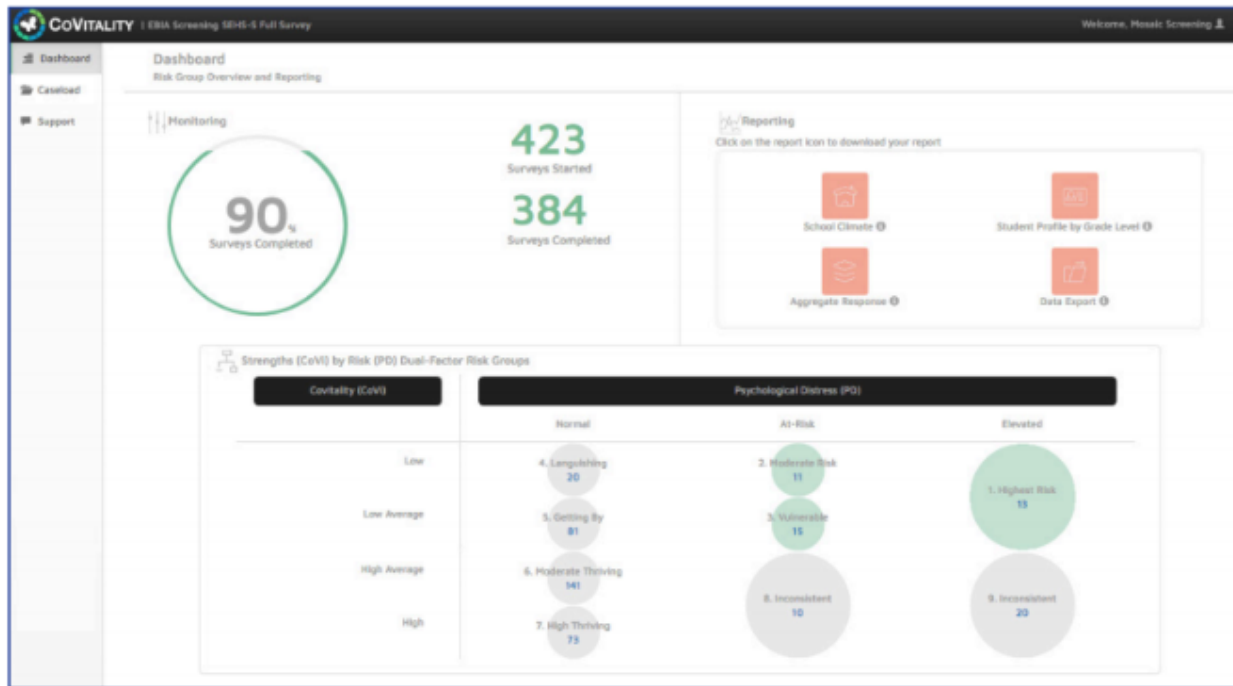 COVITALITY | EBIA Screening SEHS-S Full Survey
Welcome, Mosaic Screening
Dashboard
Caseload
Support
Dashboard
Risk Group Overview and Reporting
Monitoring
90%
Surveys Completed
423
Surveys Started
384
Surveys Completed
Reporting
Click on the report icon to download your report
School Climate
Student Profile by Grade Level
Aggregate Response
Data Export
Strengths (CoVi) by Risk (PD) Dual-Factor Risk Groups
Covitality (CoVi)
Psychological Distress (PD)
Normal
At-Risk
Elevated
Low
4. Languishing
20
2. Moderate Risk
11
1. Highest Risk
13
Low Average
5. Getting By
81
3. Vulnerable
15
High Average
6. Moderate Thriving
141
8. Inconsistent
10
9. Inconsistent
20
High
7. High Thriving
73